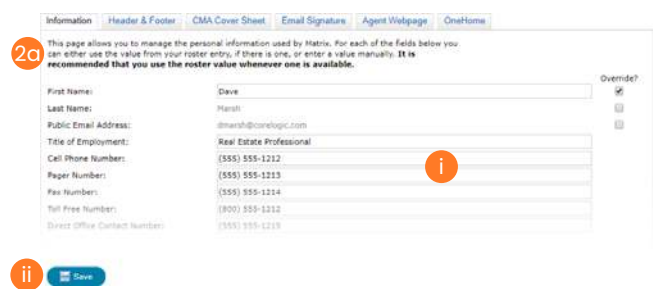 Information Header & Footer CMA Cover Sheet Email Signature Agent Webpage OneHome
2a
This page allows you to manage the personal information used by Matrix. For each of the fields below you
can either use the value from your roster entry, if there is one, or enter a value manually. It is
recommended that you use the roster value whenever one is available.
Override?
First Name: Dave
Last Name: Marsh
Public Email Address: dmarsh@corelogic.com
Title of Employment: Real Estate Professional
Cell Phone Number: (555) 555-1212
i
Pager Number: (555) 555-1213
Fax Number: (555) 555-1214
Toll Free Number: (800) 555-1212
Direct Office Contact Number: (555) 555-1215
ii
Save